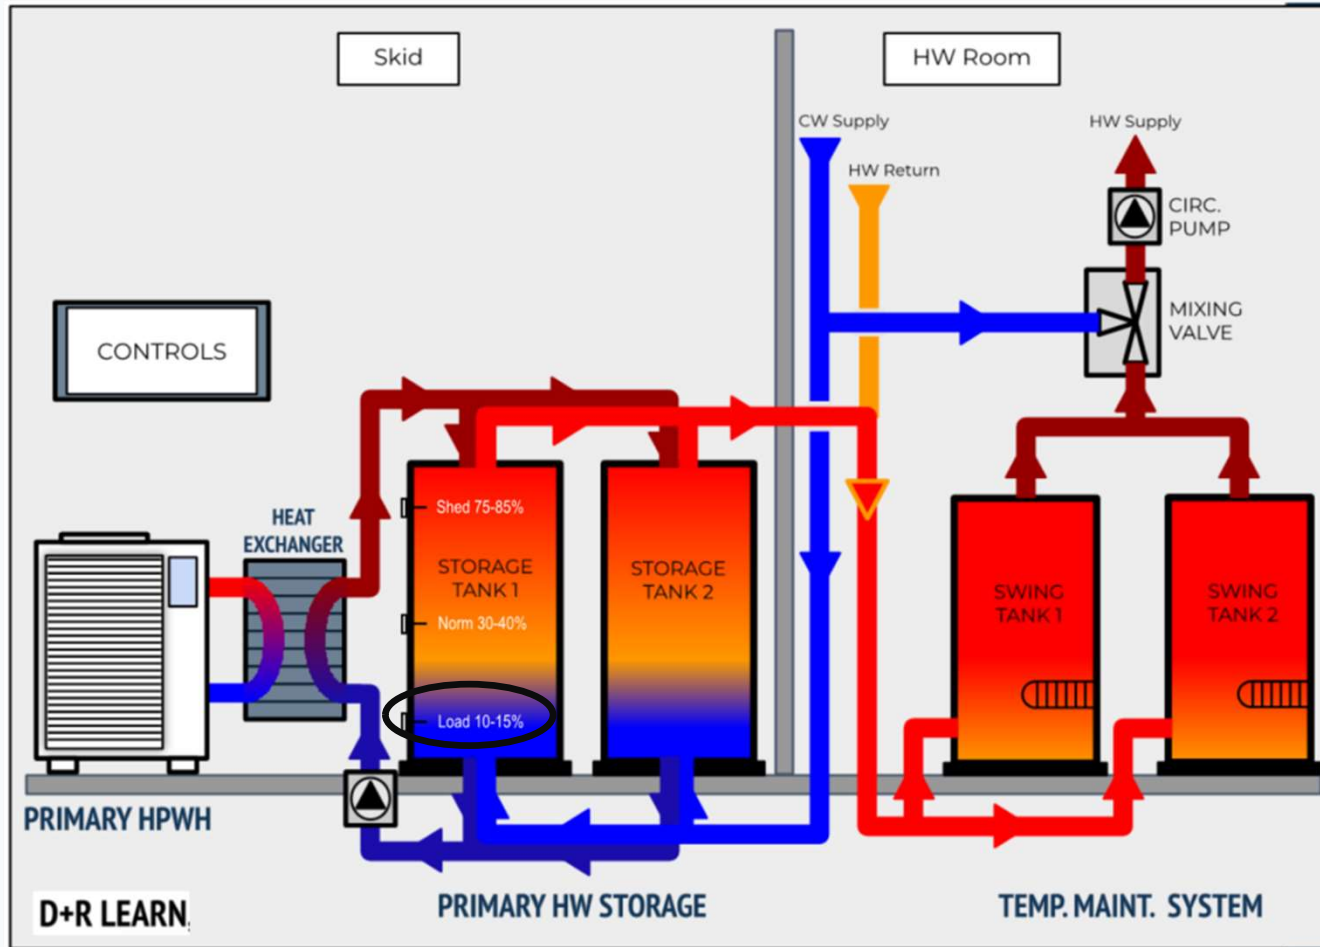 Skid
HW Room
CW Supply
HW Supply
HW Return
CIRC.
PUMP
MIXING
VALVE
CONTROLS
HEAT
EXCHANGER
Shed 75-85%
STORAGE
TANK 1
STORAGE
TANK 2
Norm 30-40%
Load 10-15%
SWING
TANK 1
SWING
TANK 2
PRIMARY HPWH
PRIMARY HW STORAGE
TEMP. MAINT. SYSTEM
D+R LEARN